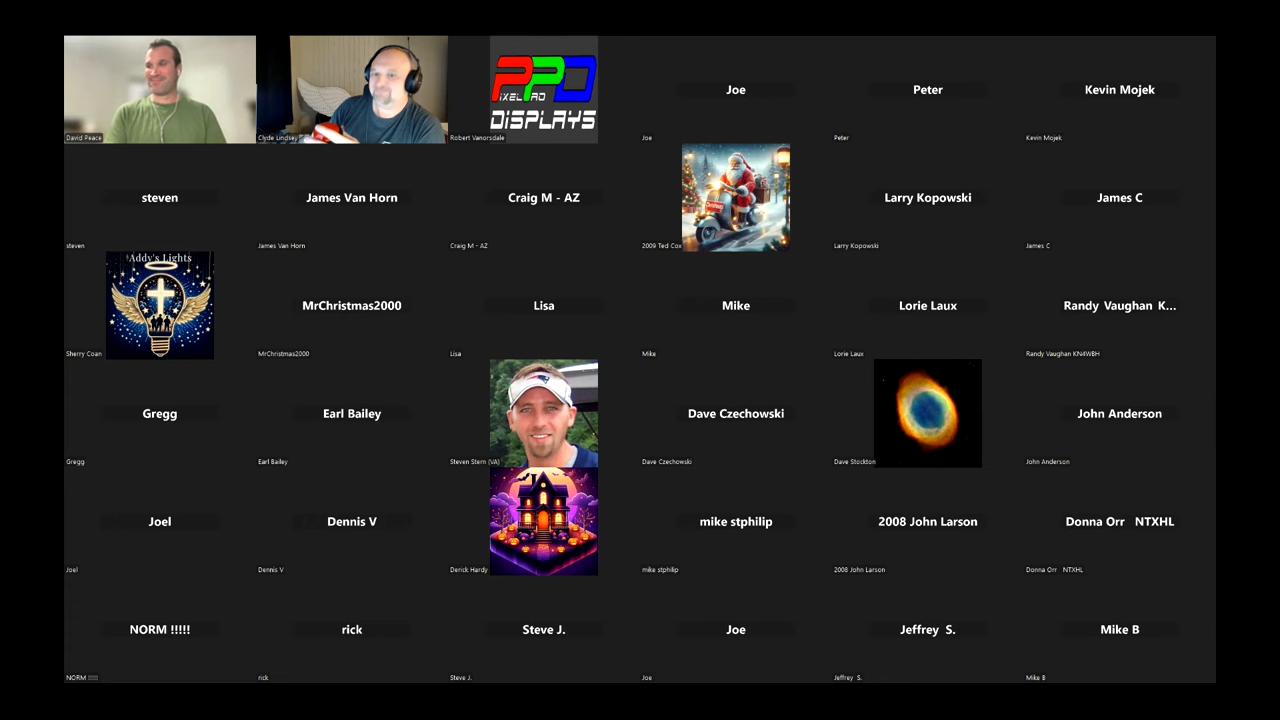 David Peace
Clyde Lindsey
PPD
IXEL RO
DISPLAYS
Robert Vanorsdale
Joe
Joe
Peter
Peter
Kevin Mojek
Kevin Mojek
steven
steven
James Van Horn
James Van Horn
Craig M - AZ
Craig M - AZ
2009 Ted Cox
Larry Kopowski
Larry Kopowski
James C
James C
Addy's Lights
Sherry Coan
MrChristmas2000
MrChristmas2000
Lisa
Lisa
Mike
Mike
Lorie Laux
Lorie Laux
Randy Vaughan K...
Randy Vaughan KN4WBH
Gregg
Gregg
Earl Bailey
Earl Bailey
Steven Stern (VA)
Dave Czechowski
Dave Czechowski
Dave Stockton
John Anderson
John Anderson
Joel
Joel
Dennis V
Dennis V
Derick Hardy
mike stphilip
mike stphilip
2008 John Larson
2008 John Larson
Donna Orr NTXHL
Donna Orr NTXHL
NORM !!!!!
NORM
rick
rick
Steve J.
Steve J.
Joe
Joe
Jeffrey S.
Jeffrey S.
Mike B
Mike B